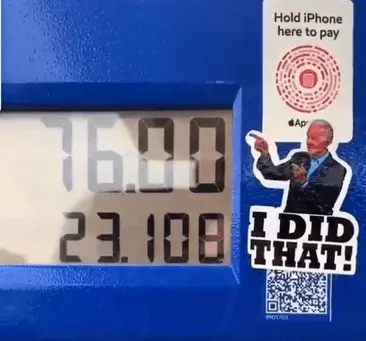 Hold iPhone
here to pay
76.00
23.108
I DID
THAT!